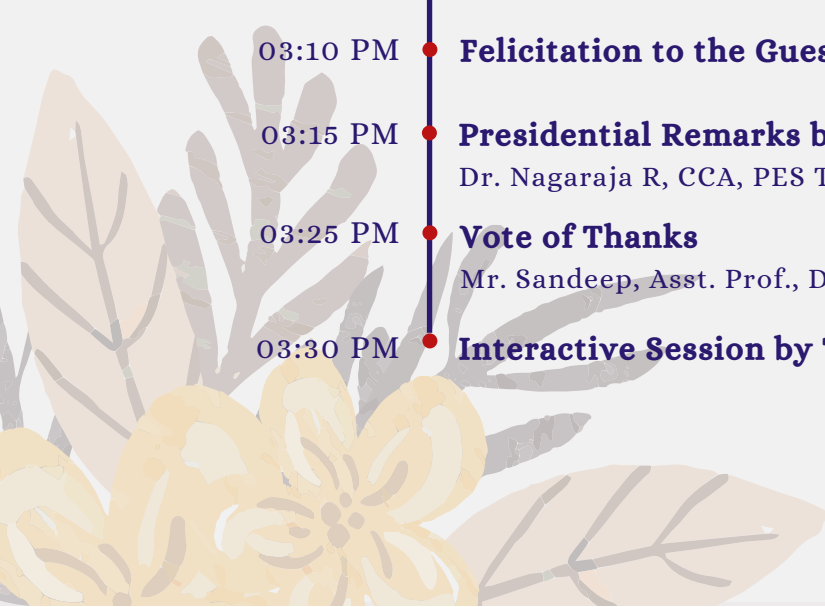 03:10 PM Felicitation to the Gues
03:15 PM Presidential Remarks b
Dr. Nagaraja R, CCA, PES
03:25 PM Vote of Thanks
Mr. Sandeep, Asst. Prof.,
03:30 PM Interactive Session by